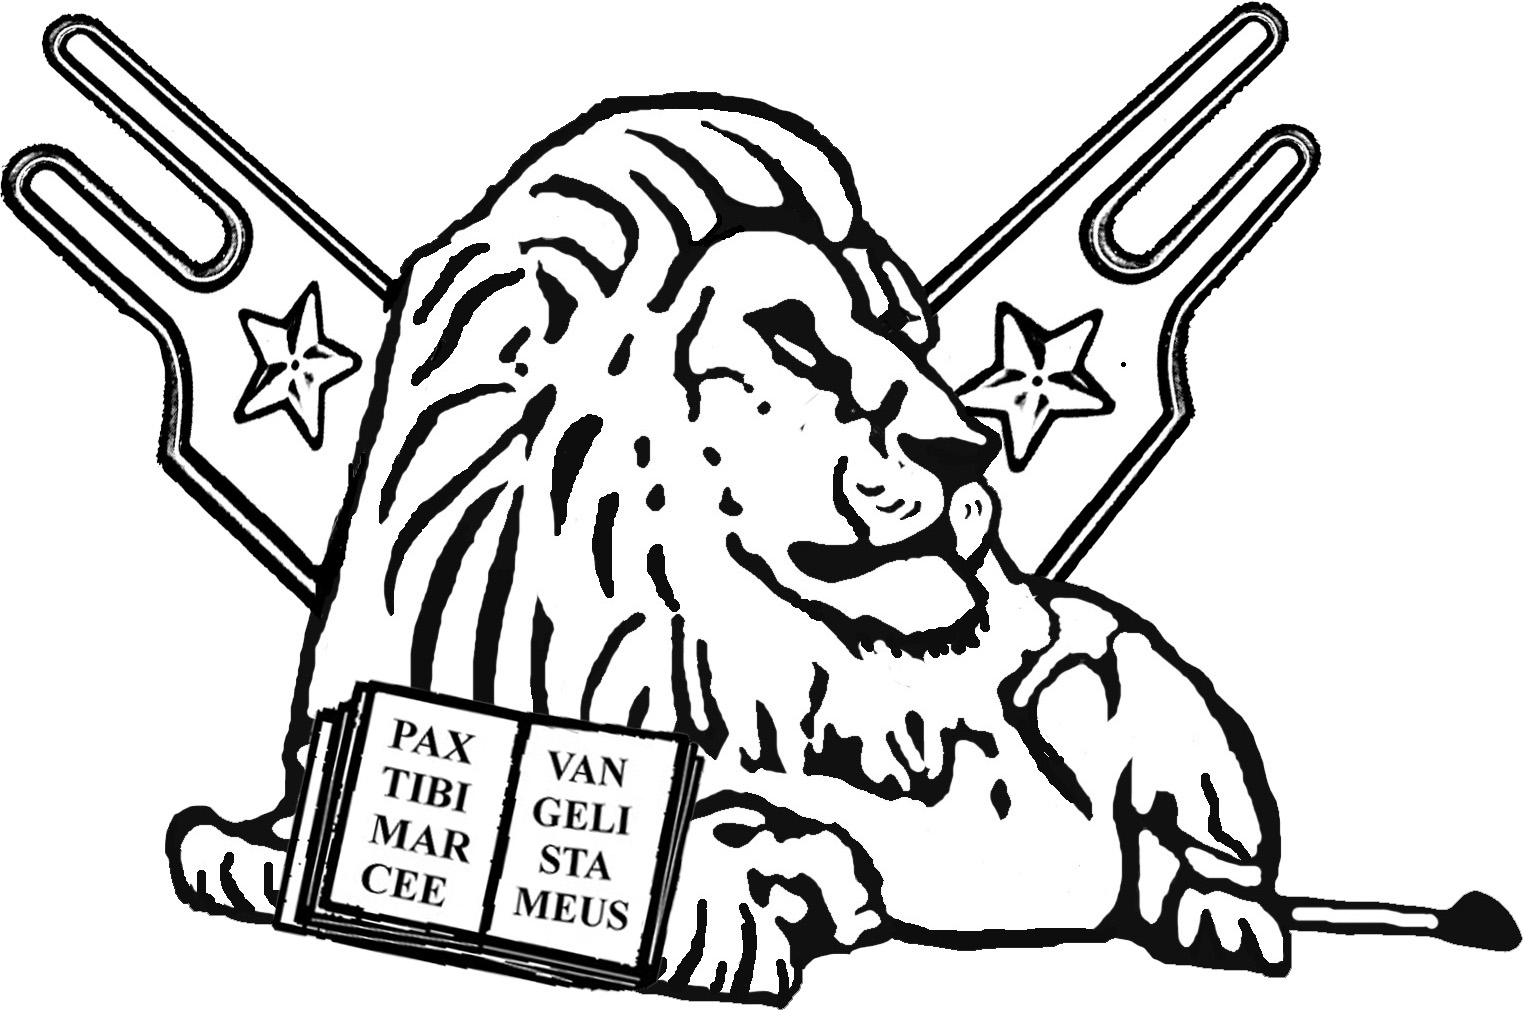 PAX
TIBI
MAR
CEE
VAN
GELI
STA
MEUS